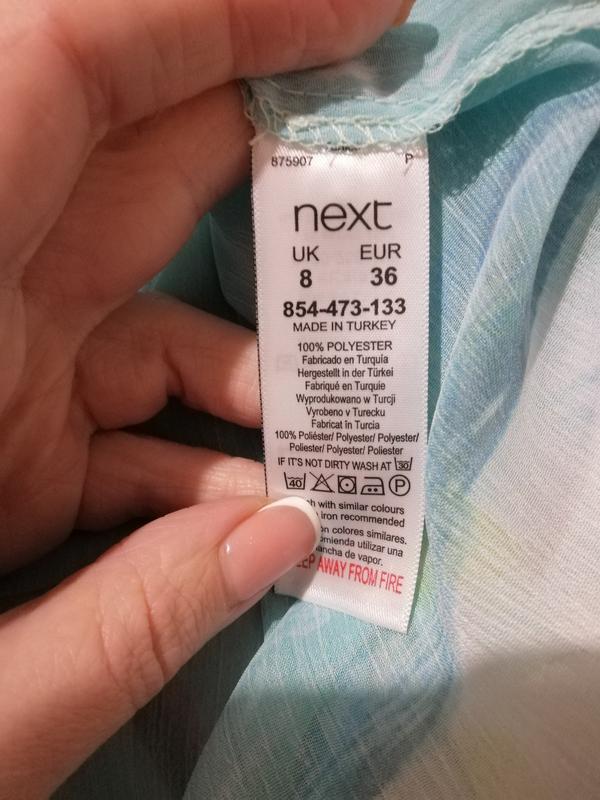 875907 P
next
UK EUR
8 36
854-473-133
MADE IN TURKEY
100% POLYESTER
Fabricado en Turquía
Hergestellt in der Türkei
Fabriqué en Turquie
Wyprodukowano w Turcji
Vyrobeno v Turecku
Fabricat în Turcia
100% Poliéster/ Polyester/ Polyester/
Poliester/ Polyester/ Poliester
IF IT'S NOT DIRTY WASH AT 30
40 P
with similar colours
iron recommended
colores similares.
utilizar una
de vapor.
AWAY FROM FIRE